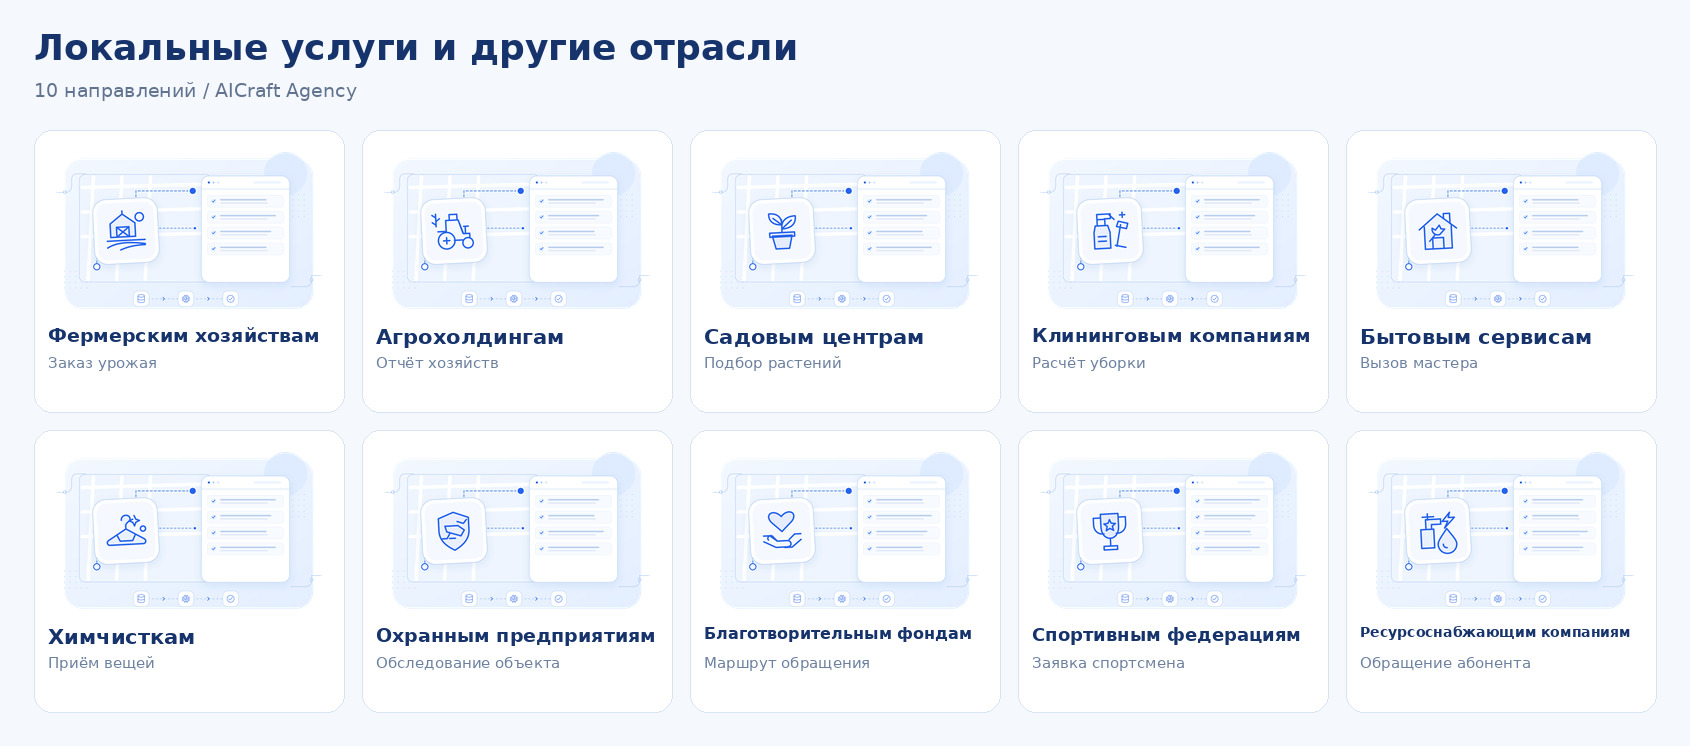 Локальные услуги и другие отрасли
10 направлений / AICraft Agency
Фермерским хозяйствам
Заказ урожая
Агрохолдингам
Отчёт хозяйств
Садовым центрам
Подбор растений
Клининговым компаниям
Расчёт уборки
Бытовым сервисам
Вызов мастера
Химчисткам
Приём вещей
Охранным предприятиям
Обследование объекта
Благотворительным фондам
Маршрут обращения
Спортивным федерациям
Заявка спортсмена
Ресурсоснабжающим компаниям
Обращение абонента